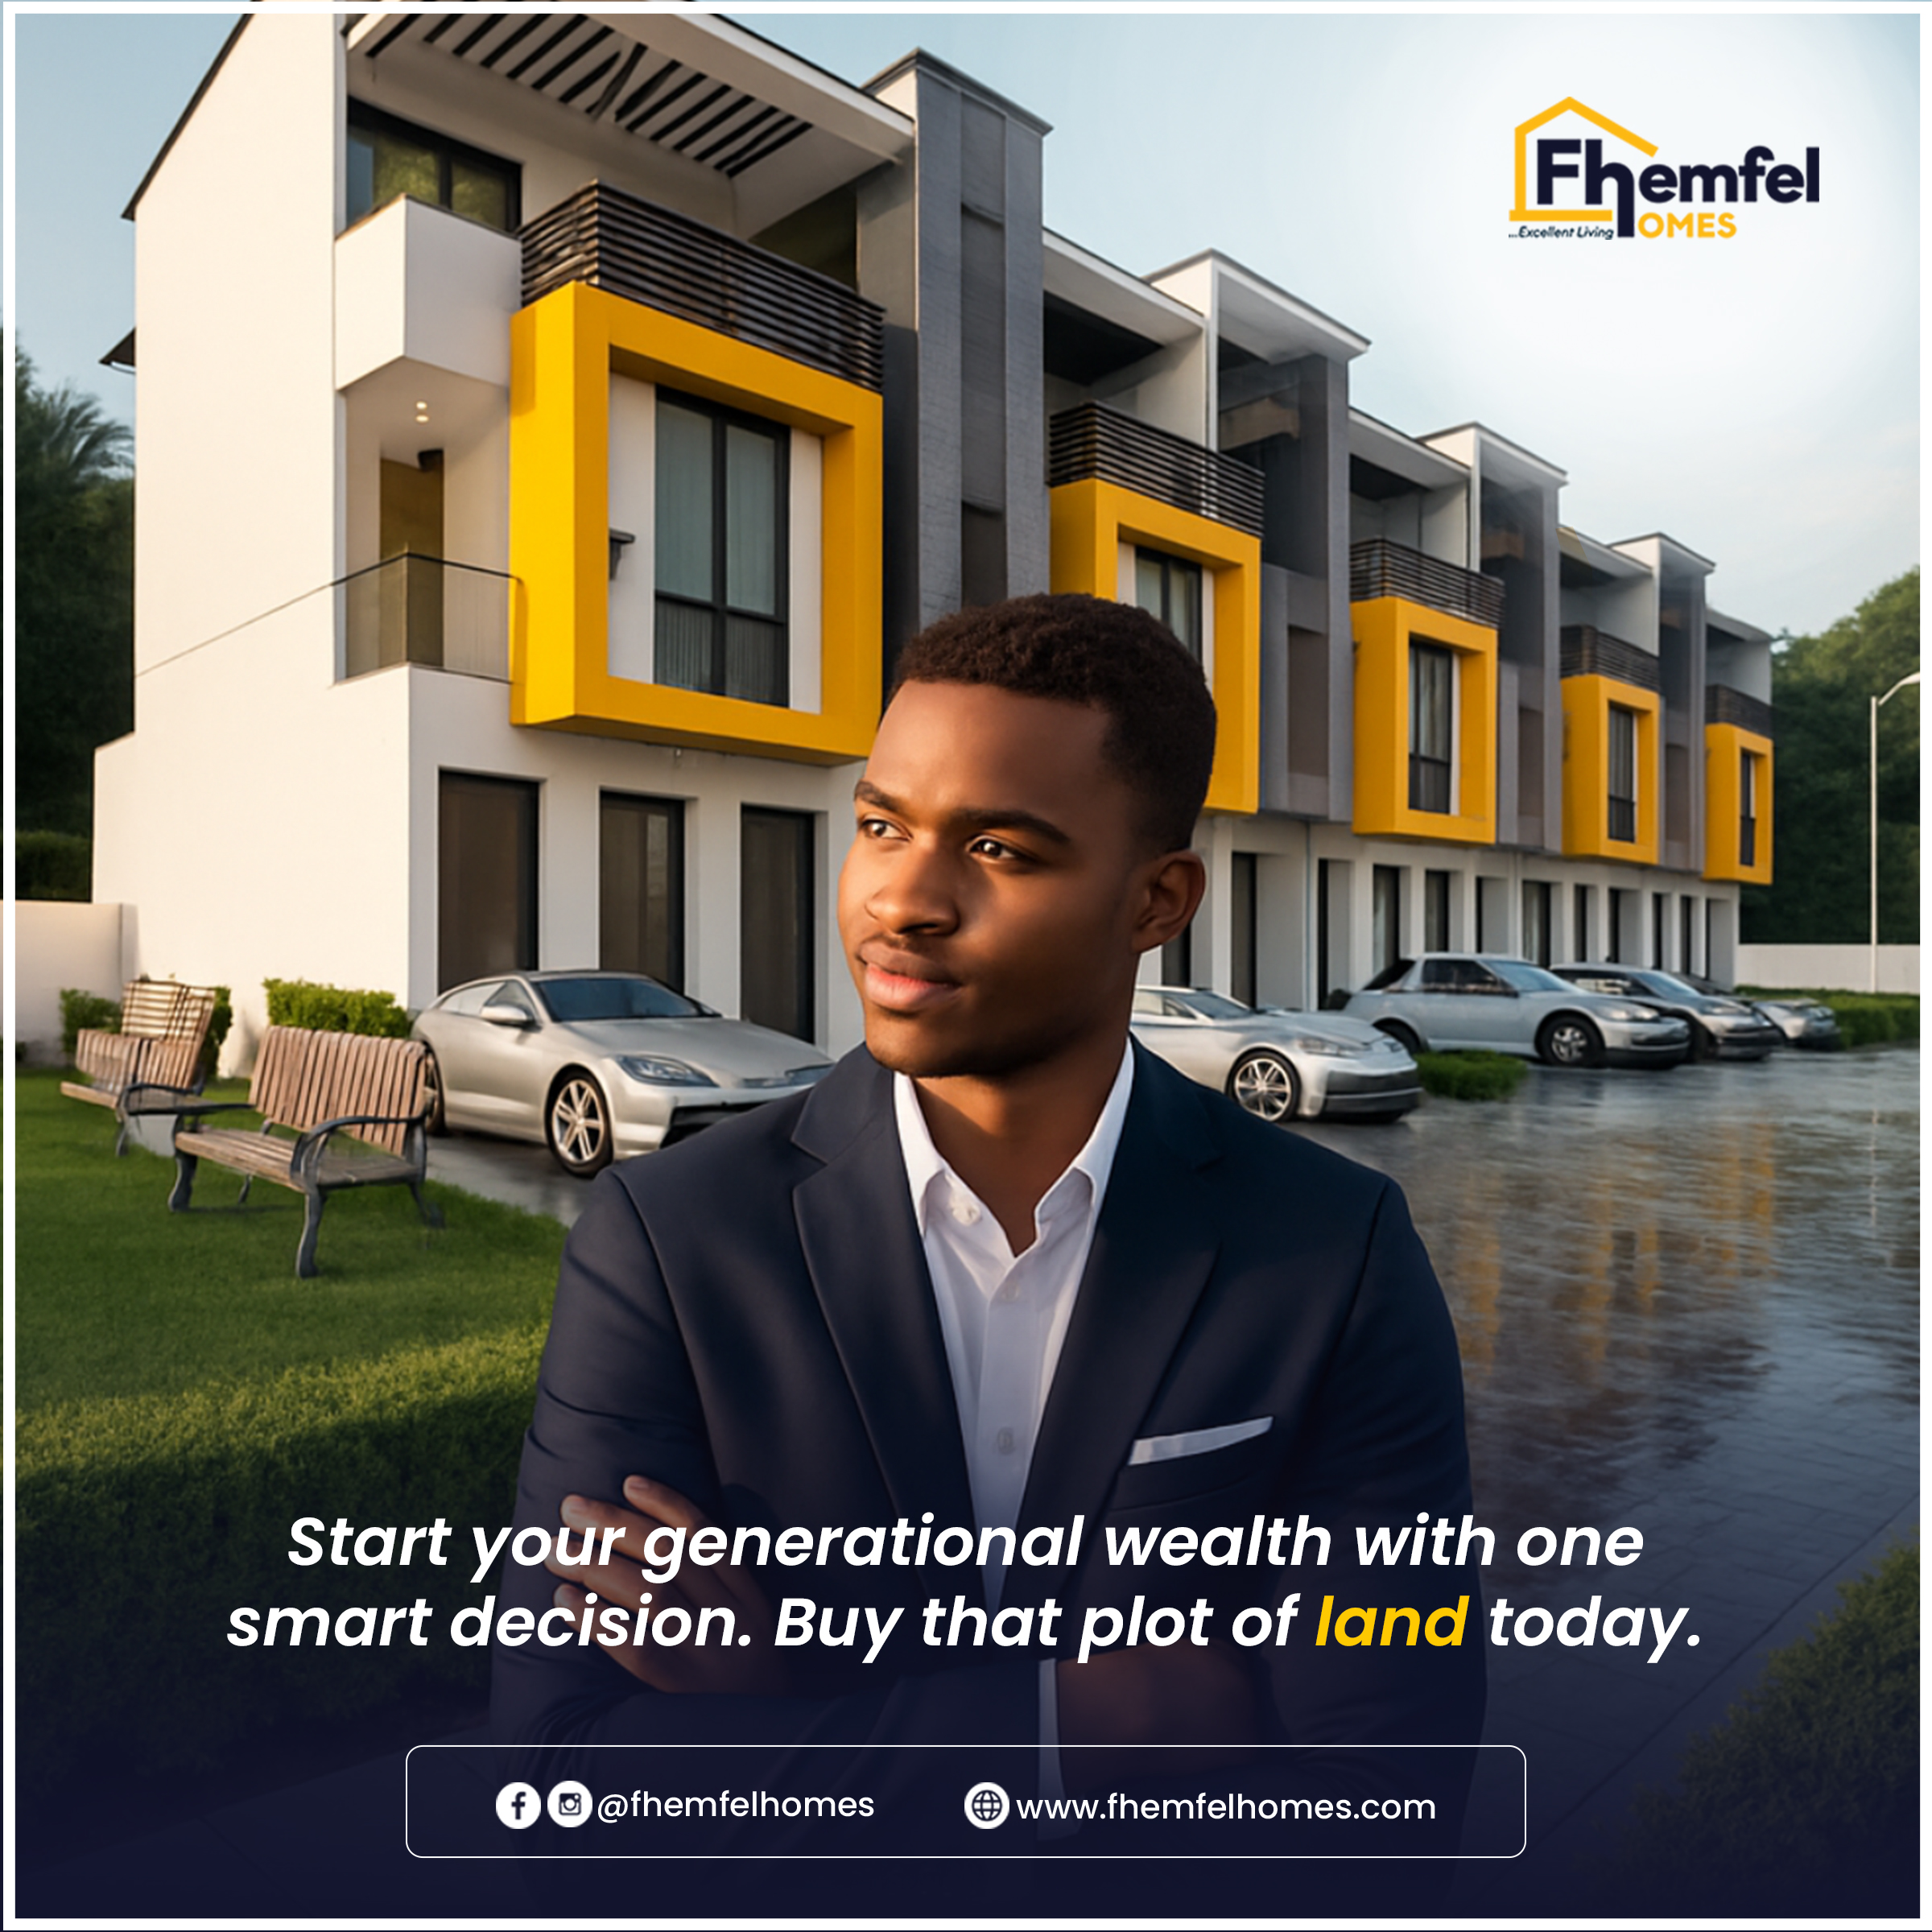 Fhemfel
...Excellent Living HOMES
Start your generational wealth with one
smart decision. Buy that plot of land today.
@fhemfelhomes
www.fhemfelhomes.com